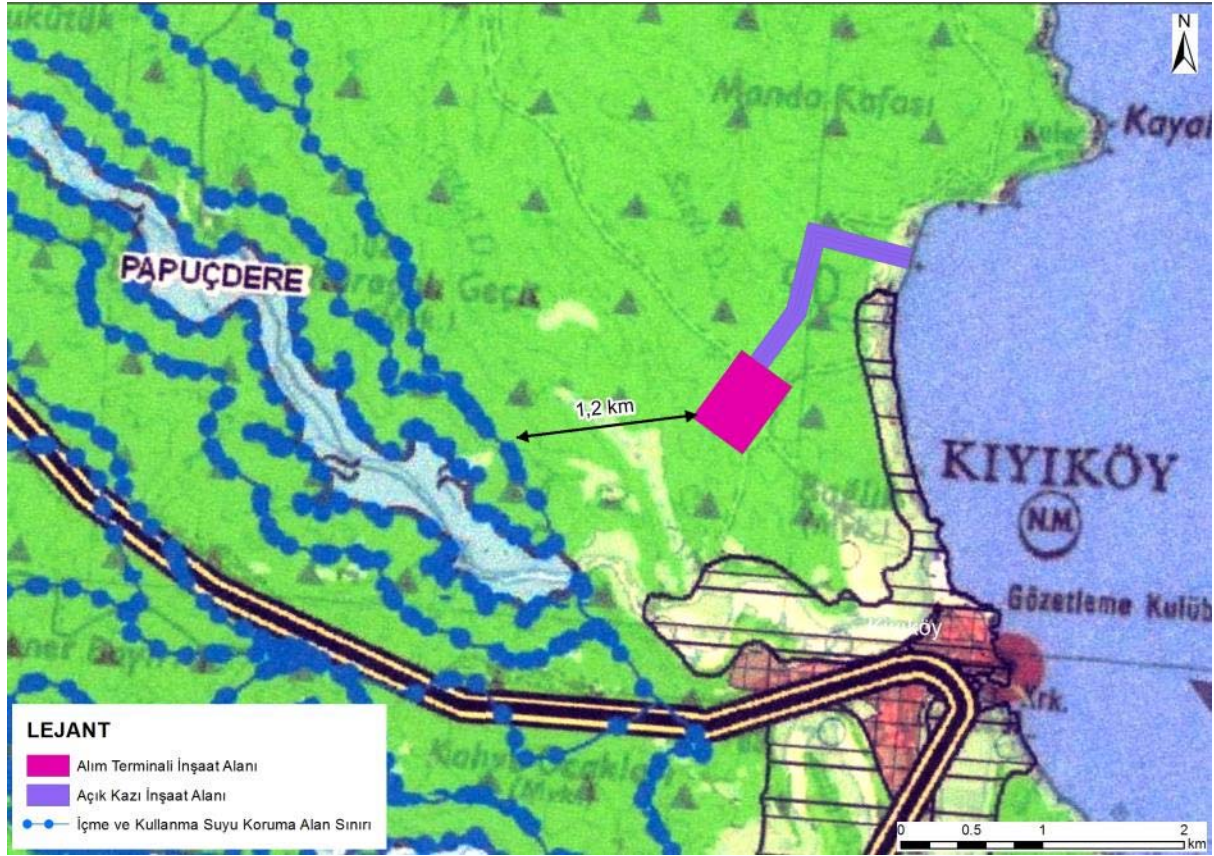 N
Manda Kafası
Kayal
PAPUÇDERE
1,2 km
KIYIKÖY
N.M.
Gözetleme Kulüb
Krk.
LEJANT
Alım Terminali İnşaat Alanı
Açık Kazı İnşaat Alanı
İçme ve Kullanma Suyu Koruma Alan Sınırı
0 0.5 1 2
km